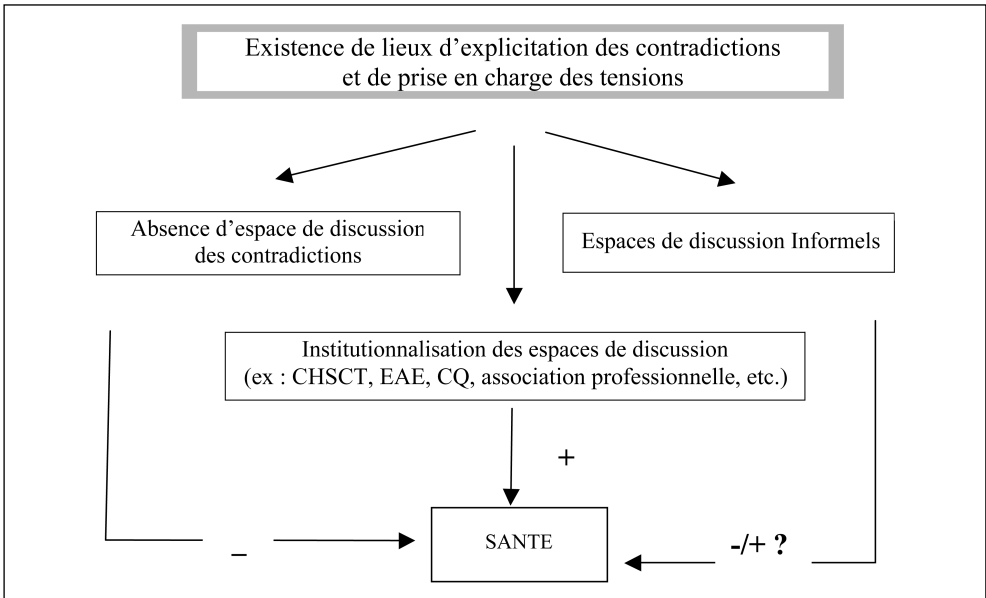 Existence de lieux d’explicitation des contradictions
et de prise en charge des tensions
Absence d’espace de discussion
des contradictions
Espaces de discussion Informels
Institutionnalisation des espaces de discussion
(ex : CHSCT, EAE, CQ, association professionnelle, etc.)
+
SANTE
–
-/+ ?